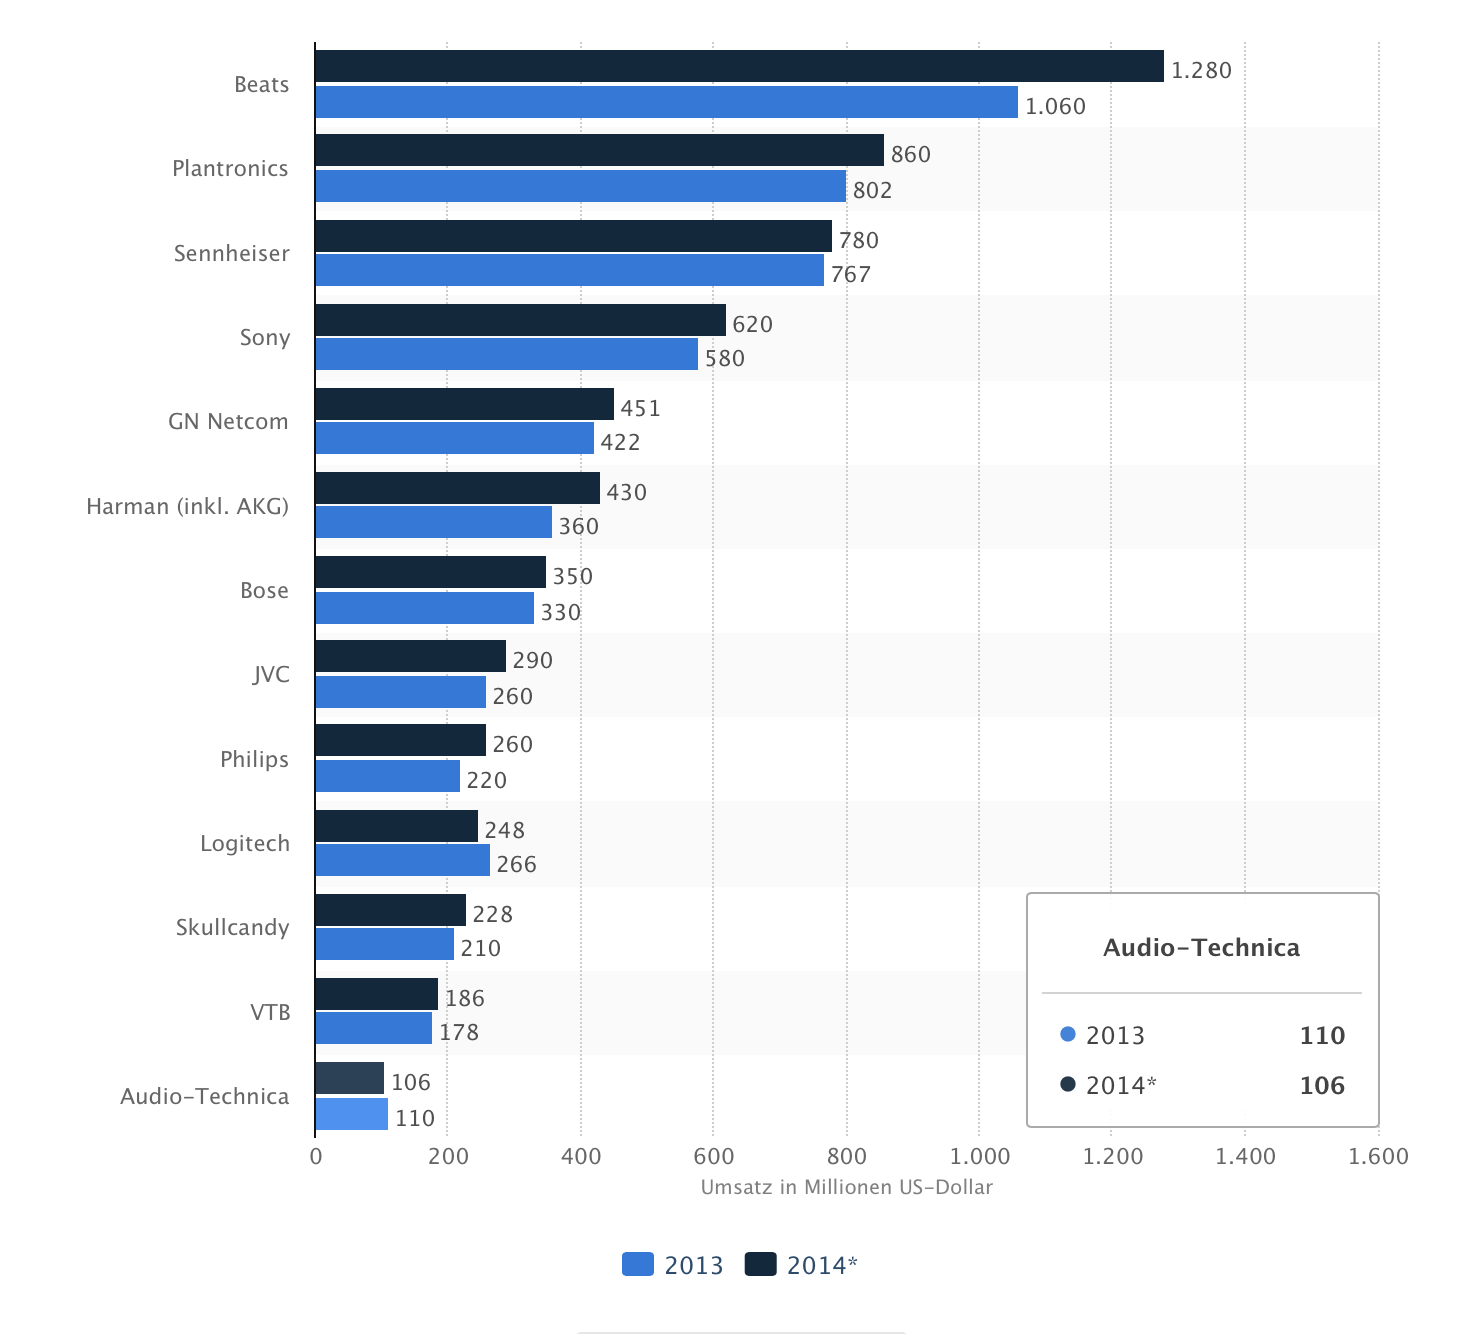 Beats
1.280
1.060
Plantronics
860
802
Sennheiser
780
767
Sony
620
580
GN Netcom
451
422
Harman (inkl. AKG)
430
360
Bose
350
330
JVC
290
260
Philips
260
220
Logitech
248
266
Skullcandy
228
210
VTB
186
178
Audio-Technica
106
110
Audio-Technica
2013 110
2014* 106
0 200 400 600 800 1.000 1.200 1.400 1.600
Umsatz in Millionen US-Dollar
2013 2014*